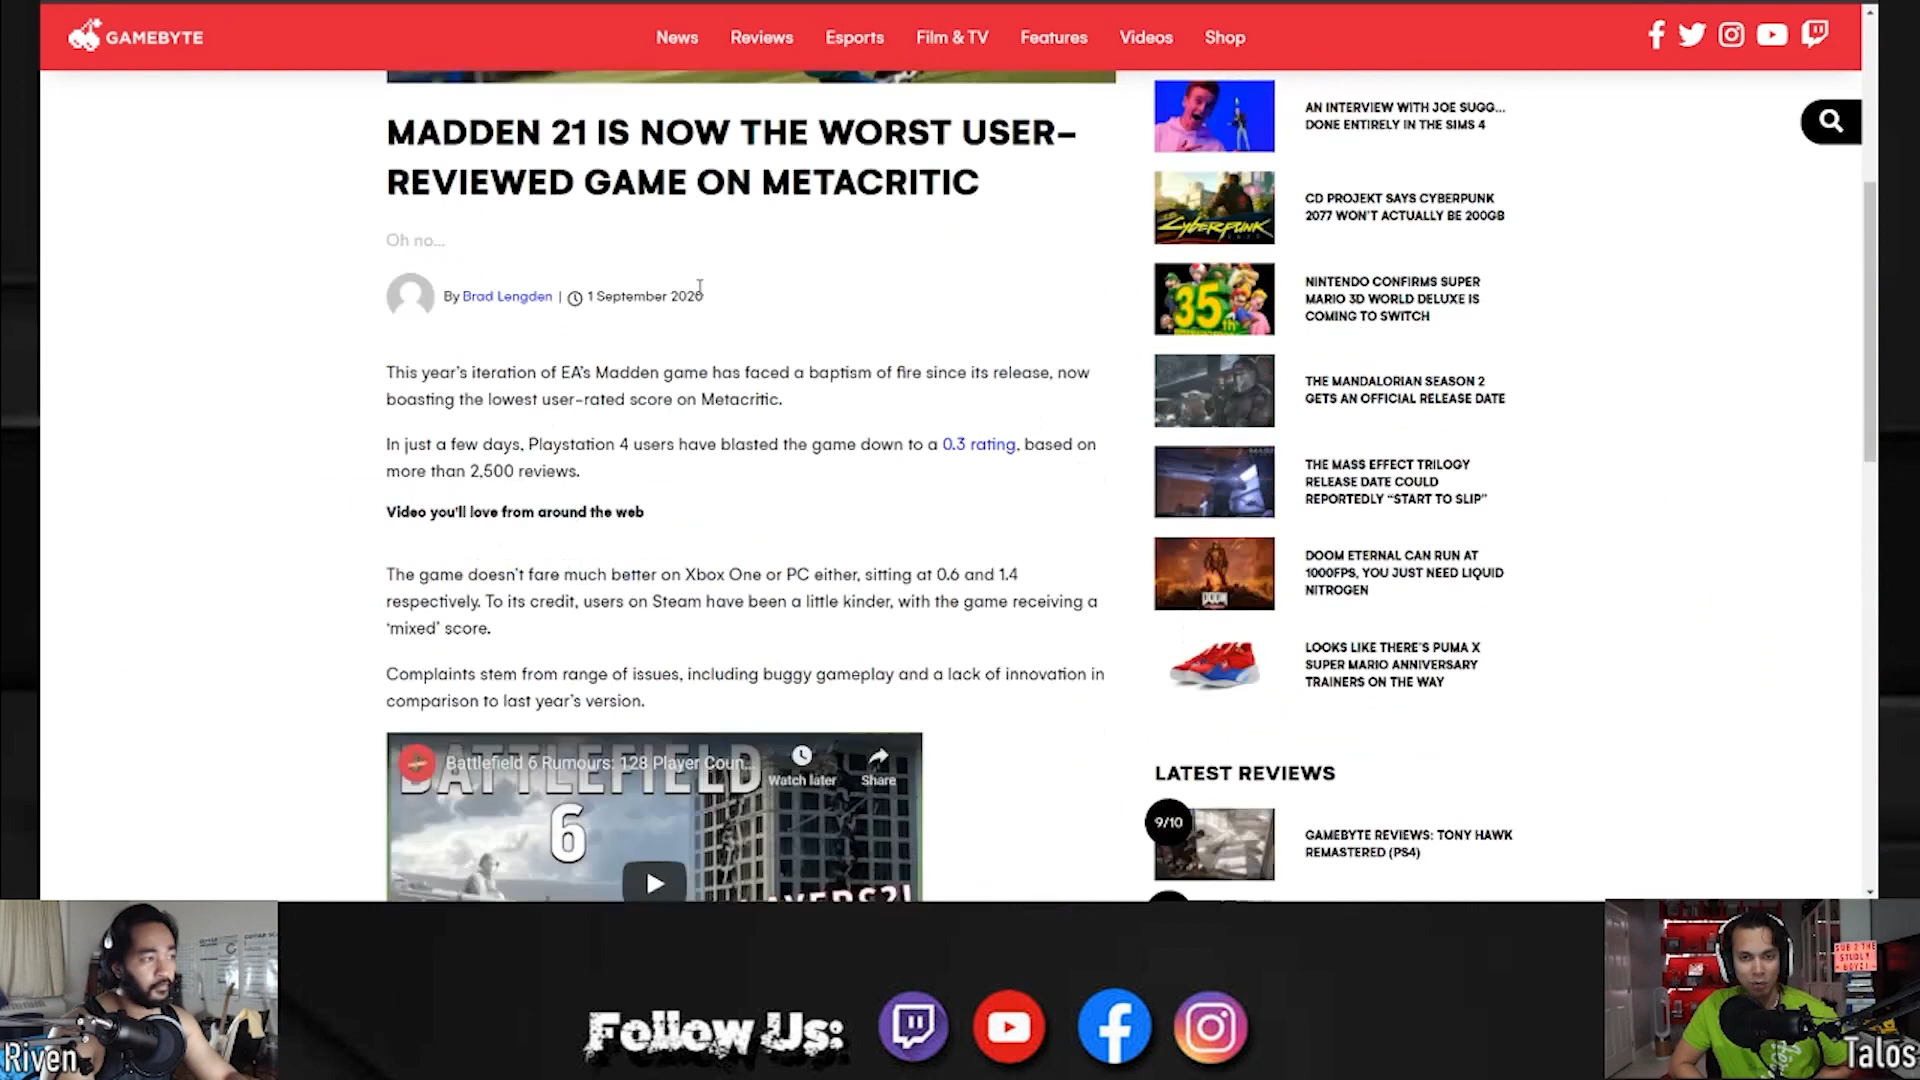 GAMEBYTE
News
Reviews
Esports
Film & TV
Features
Videos
Shop
MADDEN 21 IS NOW THE WORST USER-
REVIEWED GAME ON METACRITIC
Oh no...
By Brad Lengden | 1 September 2020
This year's iteration of EA's Madden game has faced a baptism of fire since its release, now
boasting the lowest user-rated score on Metacritic.
In just a few days, Playstation 4 users have blasted the game down to a 0.3 rating, based on
more than 2,500 reviews.
Video you'll love from around the web
The game doesn't fare much better on Xbox One or PC either, sitting at 0.6 and 1.4
respectively. To its credit, users on Steam have been a little kinder, with the game receiving a
'mixed' score.
Complaints stem from range of issues, including buggy gameplay and a lack of innovation in
comparison to last year's version.
BATTLEFIELD
Battlefield 6 Rumours: 128 Player Coun...
Watch later
Share
6
AN INTERVIEW WITH JOE SUGG...
DONE ENTIRELY IN THE SIMS 4
Cyberpunk
CD PROJEKT SAYS CYBERPUNK
2077 WON'T ACTUALLY BE 200GB
35th
NINTENDO CONFIRMS SUPER
MARIO 3D WORLD DELUXE IS
COMING TO SWITCH
THE MANDALORIAN SEASON 2
GETS AN OFFICIAL RELEASE DATE
THE MASS EFFECT TRILOGY
RELEASE DATE COULD
REPORTEDLY "START TO SLIP"
DOOM ETERNAL CAN RUN AT
1000FPS, YOU JUST NEED LIQUID
NITROGEN
LOOKS LIKE THERE'S PUMA X
SUPER MARIO ANNIVERSARY
TRAINERS ON THE WAY
LATEST REVIEWS
9/10
GAMEBYTE REVIEWS: TONY HAWK
REMASTERED (PS4)
Riven
Follow Us:
SUB 2 THE
STUDLY
BOYZ!
Talos